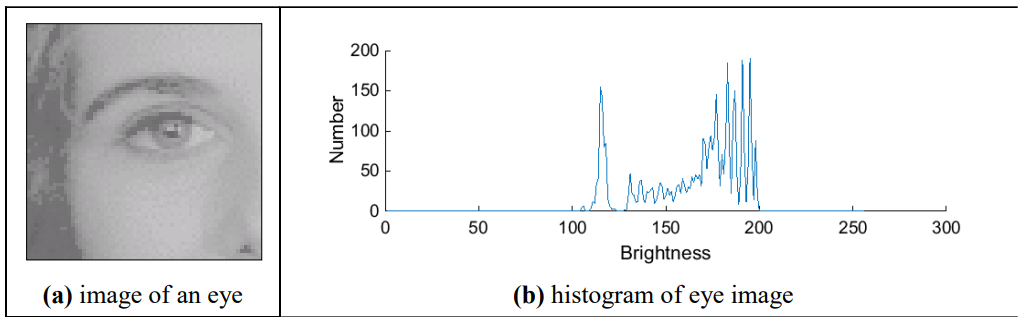 200
150
100
50
0
Number
0 50 100 150 200 250 300
Brightness
(a) image of an eye
(b) histogram of eye image